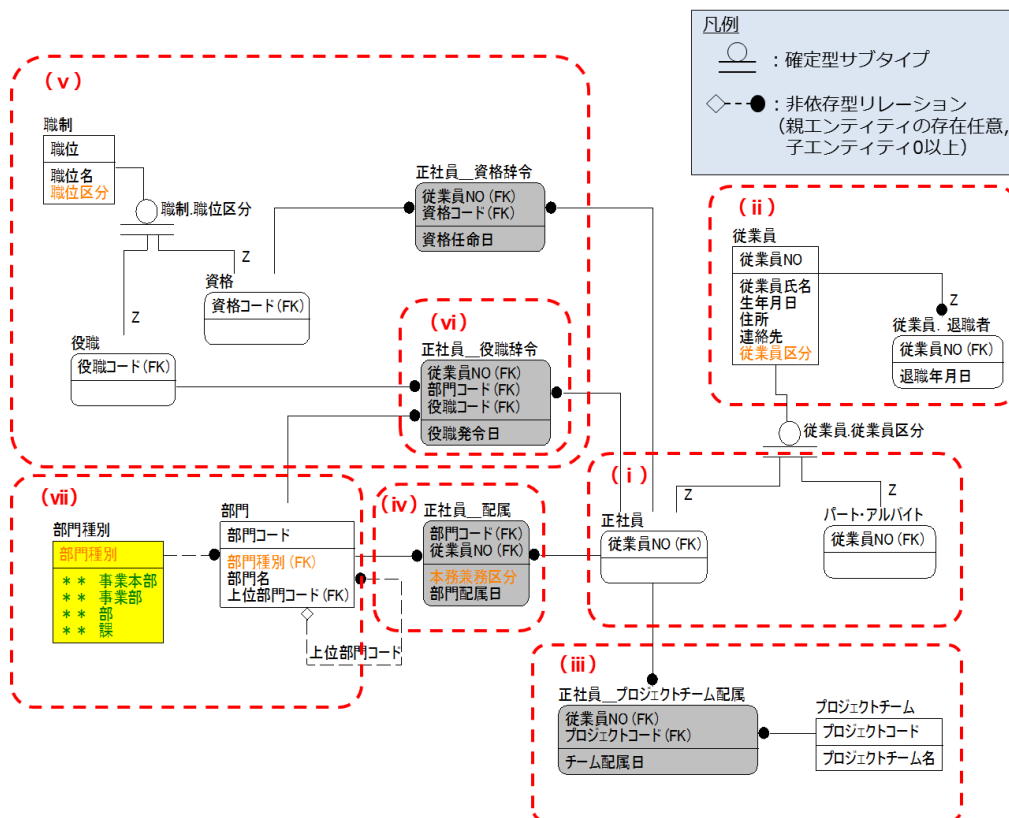 凡例
：確定型サブタイプ
：非依存型リレーション
（親エンティティの存在任意,
子エンティティ0以上）
(v)
職制
職位
職位名
職位区分
職制.職位区分
Z
Z
資格
資格コード(FK)
役職
役職コード(FK)
正社員__資格辞令
従業員NO(FK)
資格コード(FK)
資格任命日
(vi)
正社員__役職辞令
従業員NO(FK)
部門コード(FK)
役職コード(FK)
役職発令日
(ii)
従業員
従業員NO
従業員氏名
生年月日
住所
連絡先
従業員区分
Z
従業員. 退職者
従業員NO(FK)
退職年月日
従業員.従業員区分
(i)
Z
Z
正社員
従業員NO(FK)
パート・アルバイト
従業員NO(FK)
(vii)
部門種別
部門種別
** 事業本部
** 事業部
** 部
** 課
部門
部門コード
部門種別(FK)
部門名
上位部門コード(FK)
上位部門コード
(iv)
正社員__配属
部門コード(FK)
従業員NO(FK)
本務兼務区分
部門配属日
(iii)
正社員__プロジェクトチーム配属
従業員NO(FK)
プロジェクトコード(FK)
チーム配属日
プロジェクトチーム
プロジェクトコード
プロジェクトチーム名